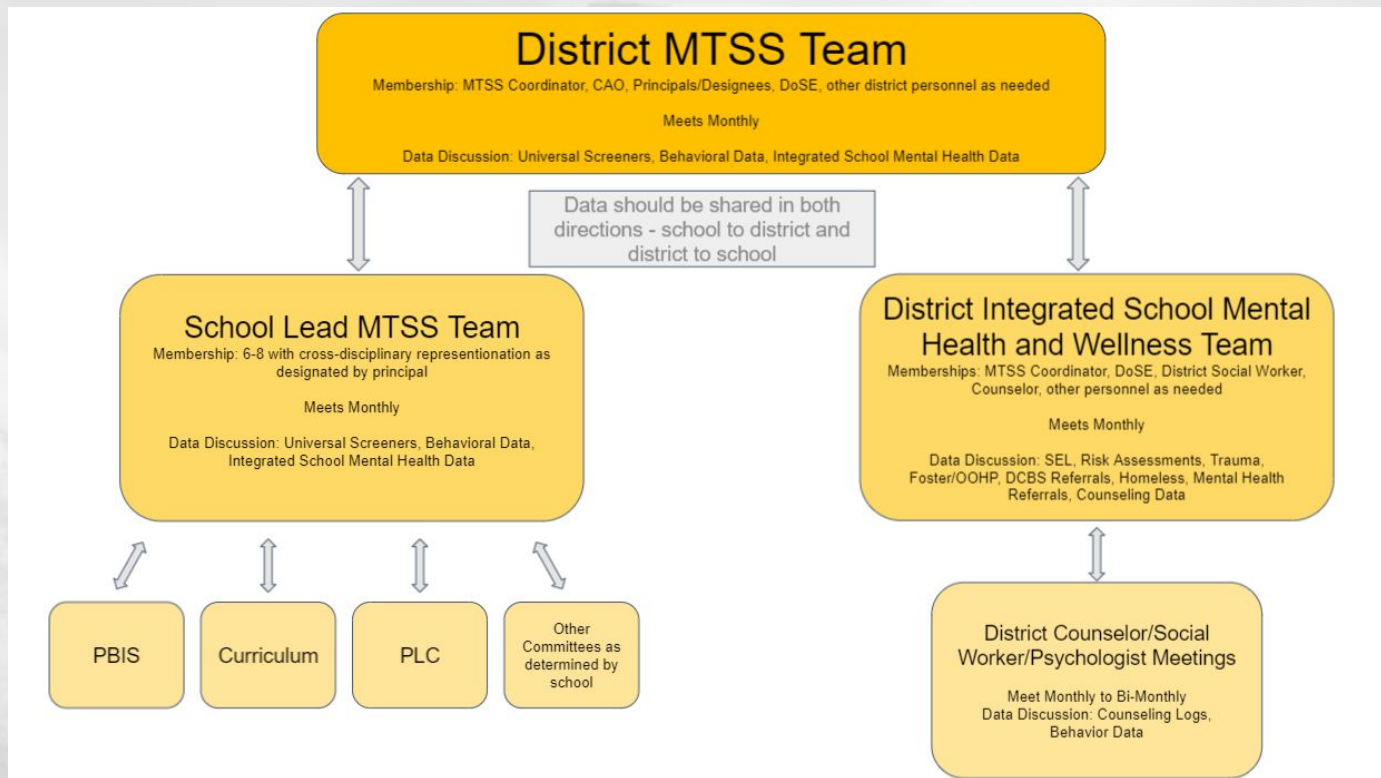 District MTSS Team
Membership: MTSS Coordinator, CAO, Principals/Designees, DoSE, other district personnel as needed
Meets Monthly
Data Discussion: Universal Screeners, Behavioral Data, Integrated School Mental Health Data
Data should be shared in both
directions - school to district and
district to school
School Lead MTSS Team
Membership: 6-8 with cross-disciplinary representionation as
designated by principal
Meets Monthly
Data Discussion: Universal Screeners, Behavioral Data,
Integrated School Mental Health Data
District Integrated School Mental
Health and Wellness Team
Memberships: MTSS Coordinator, DoSE, District Social Worker,
Counselor, other personnel as needed
Meets Monthly
Data Discussion: SEL, Risk Assessments, Trauma,
Foster/OOHP, DCBS Referrals, Homeless, Mental Health
Referrals, Counseling Data
PBIS
Curriculum
PLC
Other
Committees as
determined by
school
District Counselor/Social
Worker/Psychologist Meetings
Meet Monthly to Bi-Monthly
Data Discussion: Counseling Logs,
Behavior Data